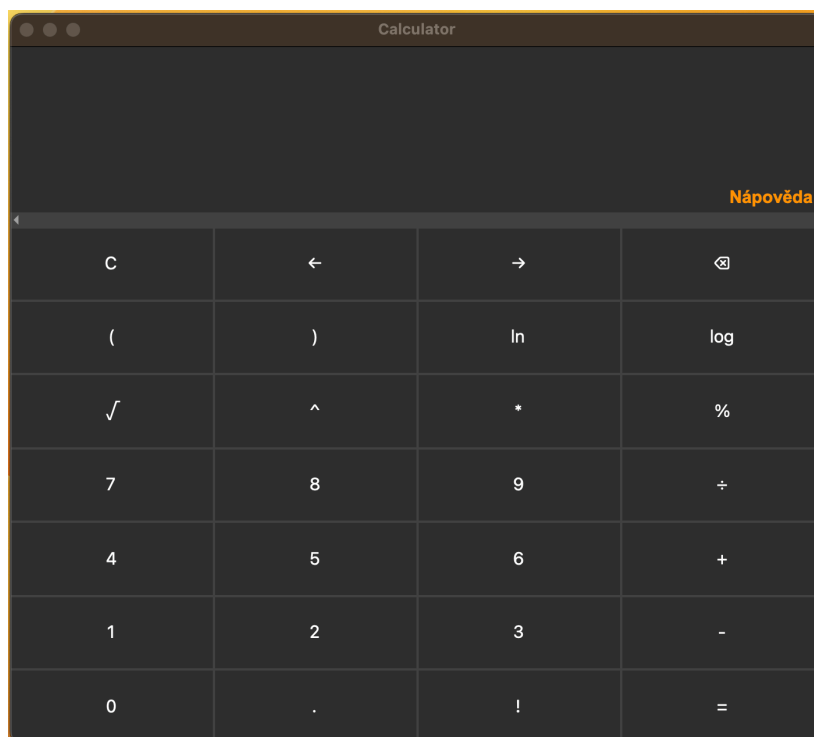 Calculator
Nápověda
C ← → ⌫
( ) ln log
√ ^ * %
7 8 9 ÷
4 5 6 +
1 2 3 -
0 . ! =